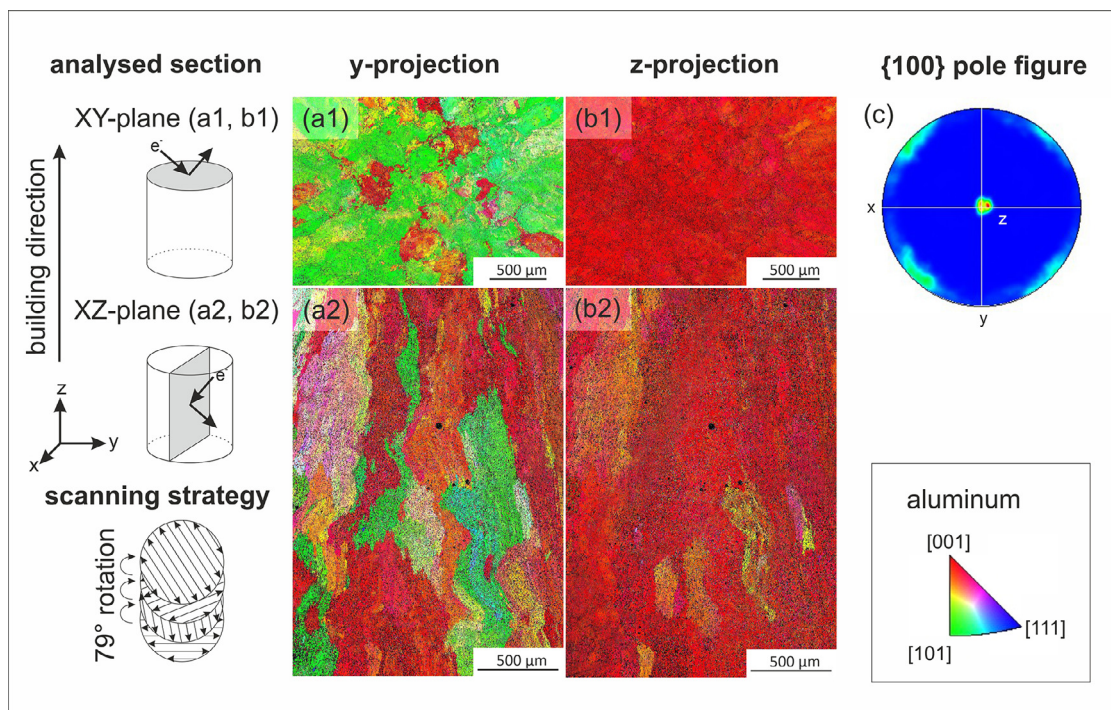 analysed section
y-projection
z-projection
{100} pole figure
XY-plane (a1, b1)
e-
building direction
XZ-plane (a2, b2)
e-
z
y
x
scanning strategy
79° rotation
(a1)
500 µm
(b1)
500 µm
(a2)
500 µm
(b2)
500 µm
(c)
x
z
y
aluminum
[001]
[111]
[101]